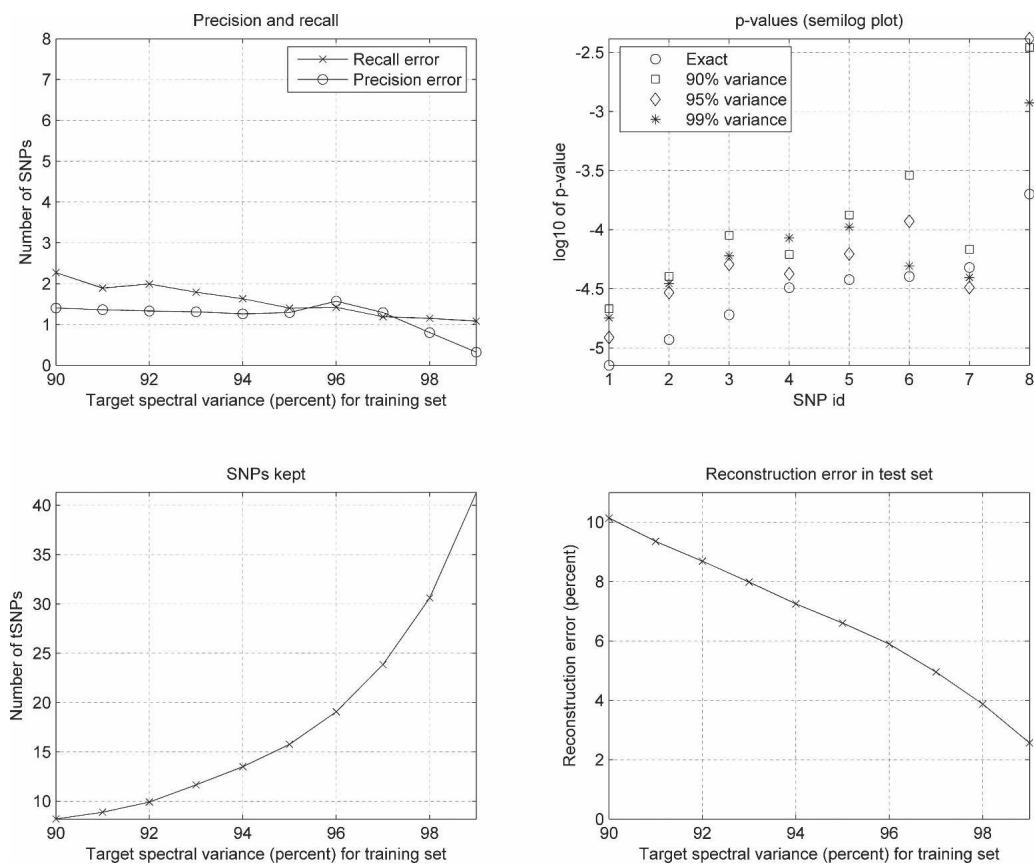 Precision and recall
8
7
6
5
4
3
2
1
0
Number of SNPs
Recall error
Precision error
90 92 94 96 98
Target spectral variance (percent) for training set
p-values (semilog plot)
-2.5
-3
-3.5
-4
-4.5
-5
log10 of p-value
Exact
90% variance
95% variance
99% variance
1 2 3 4 5 6 7 8
SNP id
SNPs kept
40
35
30
25
20
15
10
Number of tSNPs
90 92 94 96 98
Target spectral variance (percent) for training set
Reconstruction error in test set
10
8
6
4
2
0
Reconstruction error (percent)
90 92 94 96 98
Target spectral variance (percent) for training set